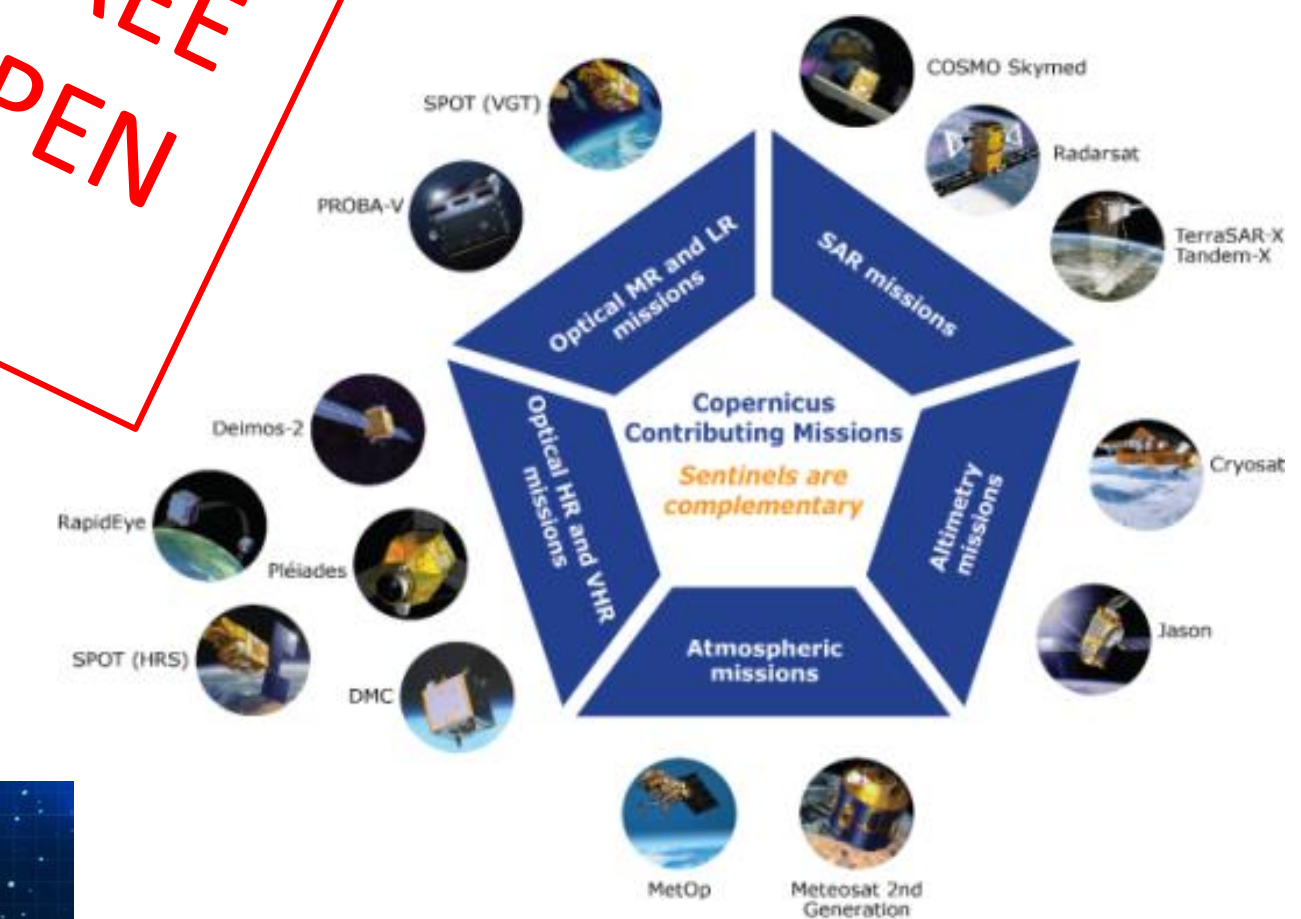 PEN
COSMO Skymed
SPOT (VGT)
Radarsat
PROBA-V
TerraSAR-X
Tandem-X
Optical MR and LR
missions
SAR missions
Copernicus
Contributing Missions
Sentinels are
complementary
Deimos-2
Optical HR and VHR
missions
Altimetry
missions
Cryosat
RapidEye
Pléiades
Jason
SPOT (HRS)
Atmospheric
missions
DMC
MetOp
Meteosat 2nd
Generation